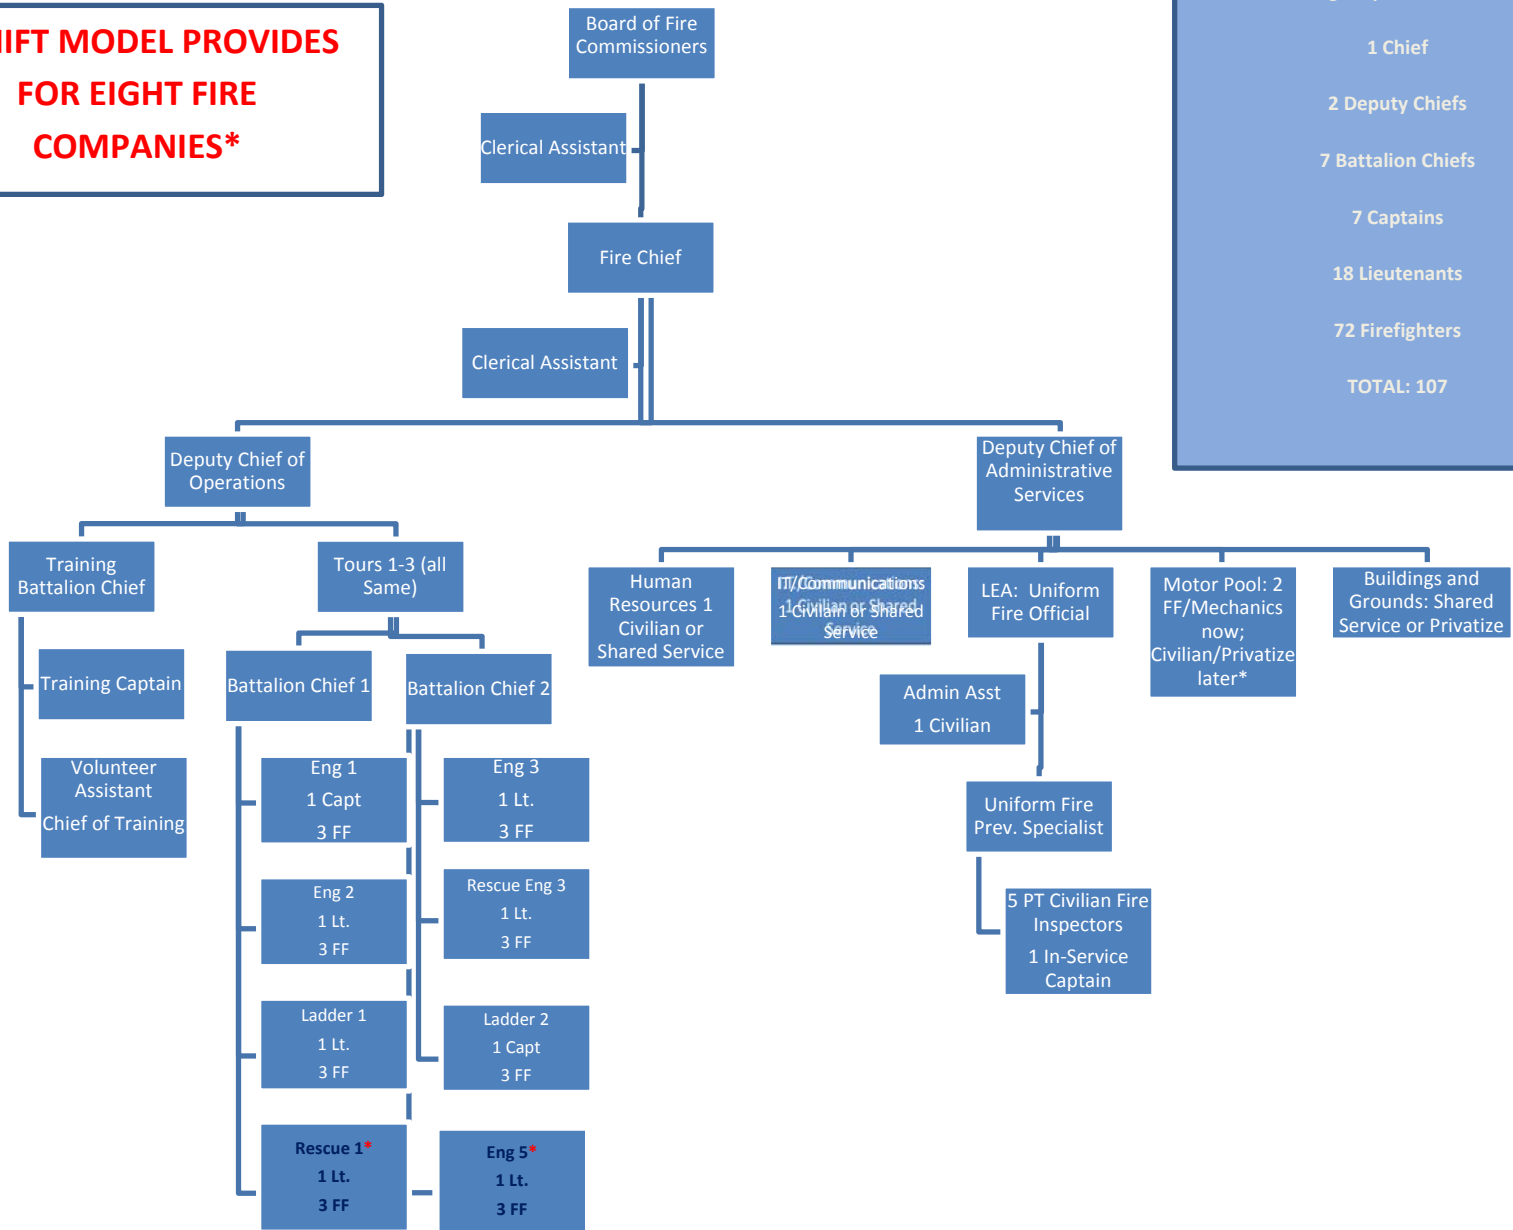 FOR EIGHT FIRE
COMPANIES*
MODEL PROVIDES
Board of Fire
Commissioners
Clerical Assistant
Fire Chief
Clerical Assistant
1 Chief
2 Deputy Chiefs
7 Battalion Chiefs
7 Captains
18 Lieutenants
72 Firefighters
TOTAL: 107
Deputy Chief of
Operations
Deputy Chief of
Administrative
Services
Training
Battalion Chief
Tours 1-3 (all
Same)
Training Captain
Volunteer
Assistant
Chief of Training
Battalion Chief 1
Battalion Chief 2
Eng 1
1 Capt
3 FF
Eng 2
1 Lt.
3 FF
Ladder 1
1 Lt.
3 FF
Rescue 1*
1 Lt.
3 FF
Eng 3
1 Lt.
3 FF
Rescue Eng 3
1 Lt.
3 FF
Ladder 2
1 Capt
3 FF
Eng 5*
1 Lt.
3 FF
Human
Resources 1
Civilian or
Shared Service
IT/Communications
1 Civilain or Shared
Service
LEA: Uniform
Fire Official
Admin Asst
1 Civilian
Uniform Fire
Prev. Specialist
5 PT Civilian Fire
Inspectors
1 In-Service
Captain
Motor Pool: 2
FF/Mechanics
now;
Civilian/Privatize
later*
Buildings and
Grounds: Shared
Service or Privatize